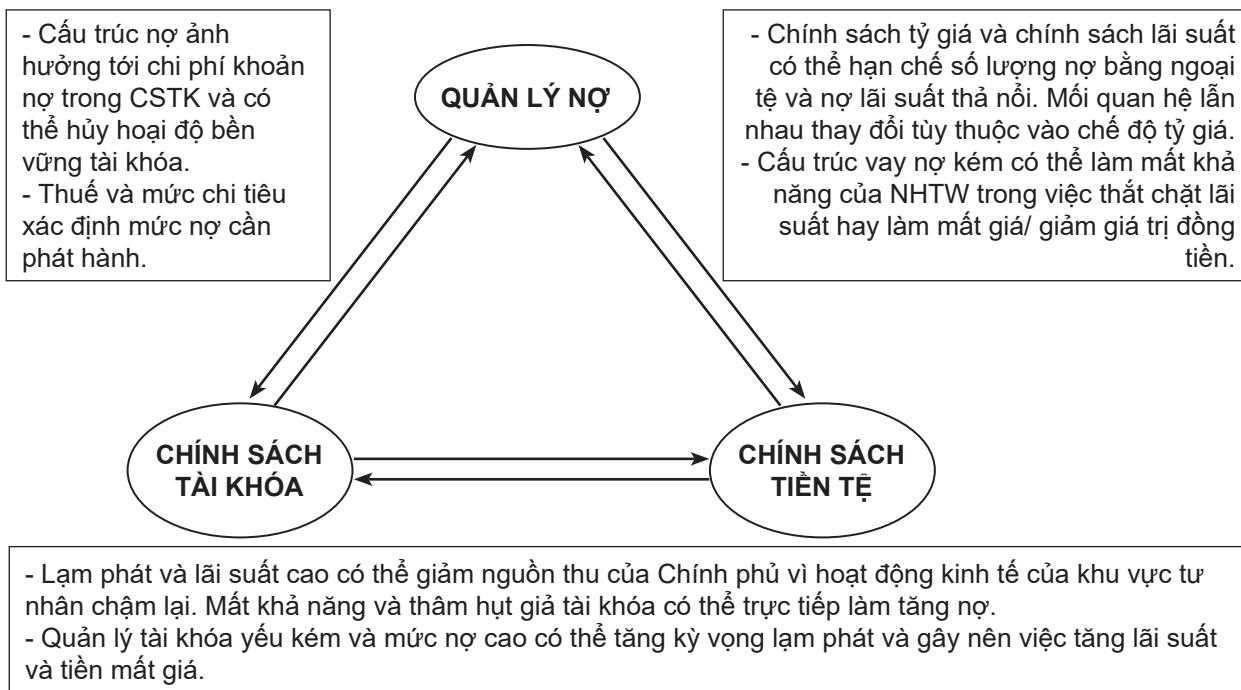 - Cấu trúc nợ ảnh
hưởng tới chi phí khoản
nợ trong CSTK và có
thể hủy hoại độ bền
vững tài khóa.
- Thuế và mức chi tiêu
xác định mức nợ cần
phát hành.
QUẢN LÝ NỢ
- Chính sách tỷ giá và chính sách lãi suất
có thể hạn chế số lượng nợ bằng ngoại
tệ và nợ lãi suất thả nổi. Mối quan hệ lẫn
nhau thay đổi tùy thuộc vào chế độ tỷ giá.
- Cấu trúc vay nợ kém có thể làm mất khả
năng của NHTW trong việc thắt chặt lãi
suất hay làm mất giá/ giảm giá trị đồng
tiền.
CHÍNH SÁCH
TÀI KHÓA
CHÍNH SÁCH
TIỀN TỆ
- Lạm phát và lãi suất cao có thể giảm nguồn thu của Chính phủ vì hoạt động kinh tế của khu vực tư
nhân chậm lại. Mất khả năng và thâm hụt giả tài khóa có thể trực tiếp làm tăng nợ.
- Quản lý tài khóa yếu kém và mức nợ cao có thể tăng kỳ vọng lạm phát và gây nên việc tăng lãi suất
và tiền mất giá.